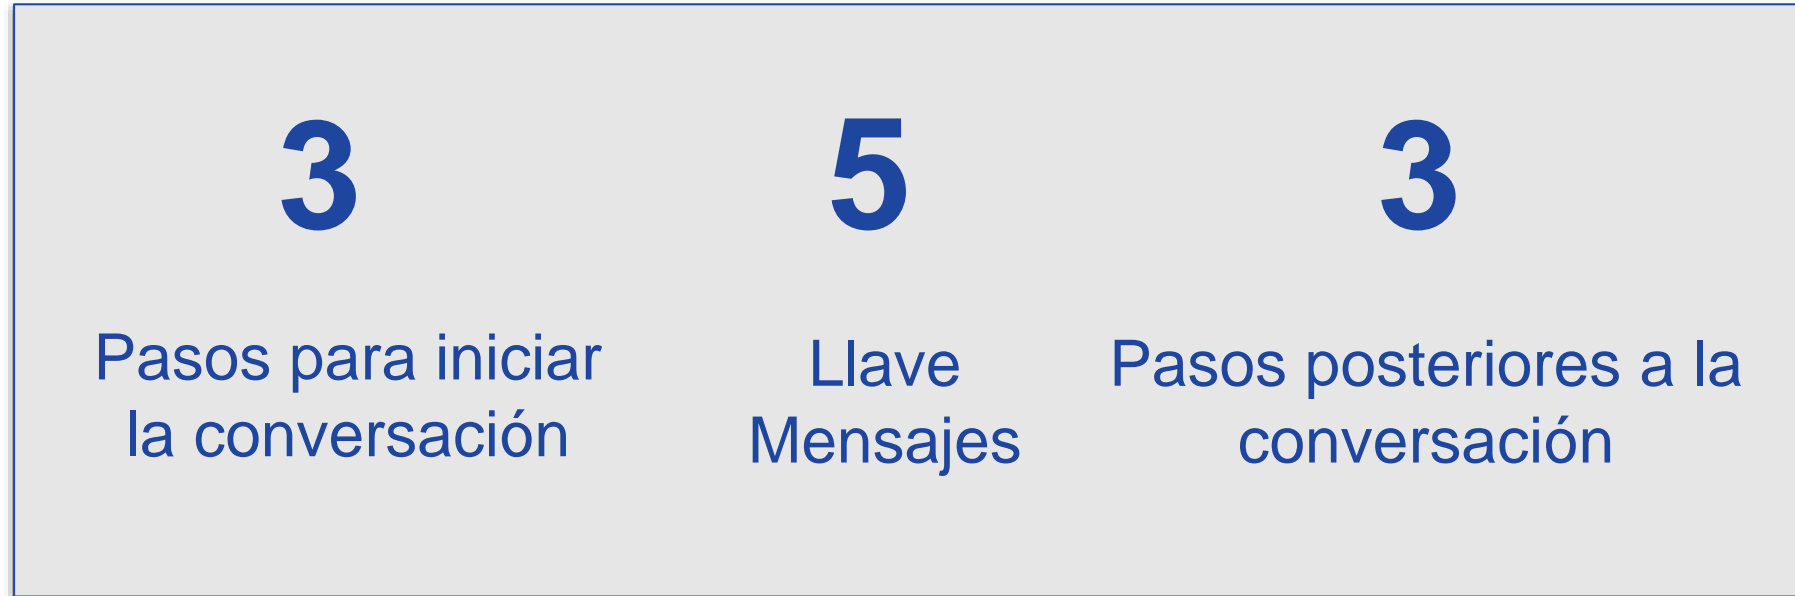 3
Pasos para iniciar
la conversación
5
Llave
Mensajes
3
Pasos posteriores a la
conversación